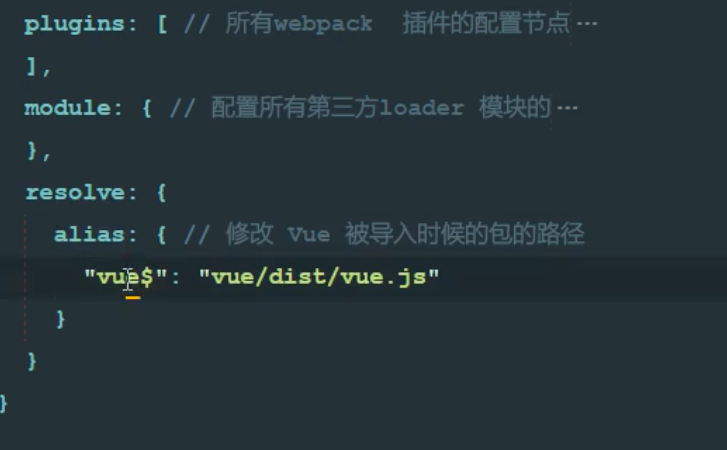 plugins: [ // 所有webpack  插件的配置节点···
],
module: { // 配置所有第三方loader 模块的···
},
resolve: {
alias: { // 修改 Vue 被导入时候的包的路径
"vue$": "vue/dist/vue.js"
}
}
}